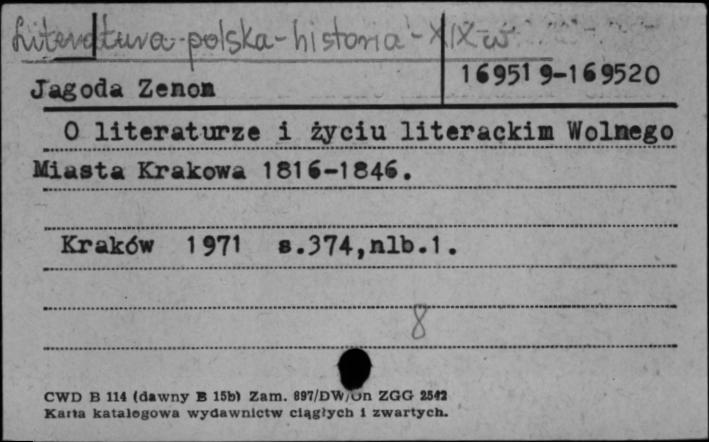 Literatura-polska-historia-XIX w
Jagoda Zenon
169519-169520
O literaturze i życiu literackim Wolnego
Miasta Krakowa 1816-1846.
Kraków 1971 s.374,nlb.1.
8
CWD B 114 (dawny B 15b) Zam. 897/DW/Un ZGG 2542
Karta katalogowa wydawnictw ciągłych i zwartych.